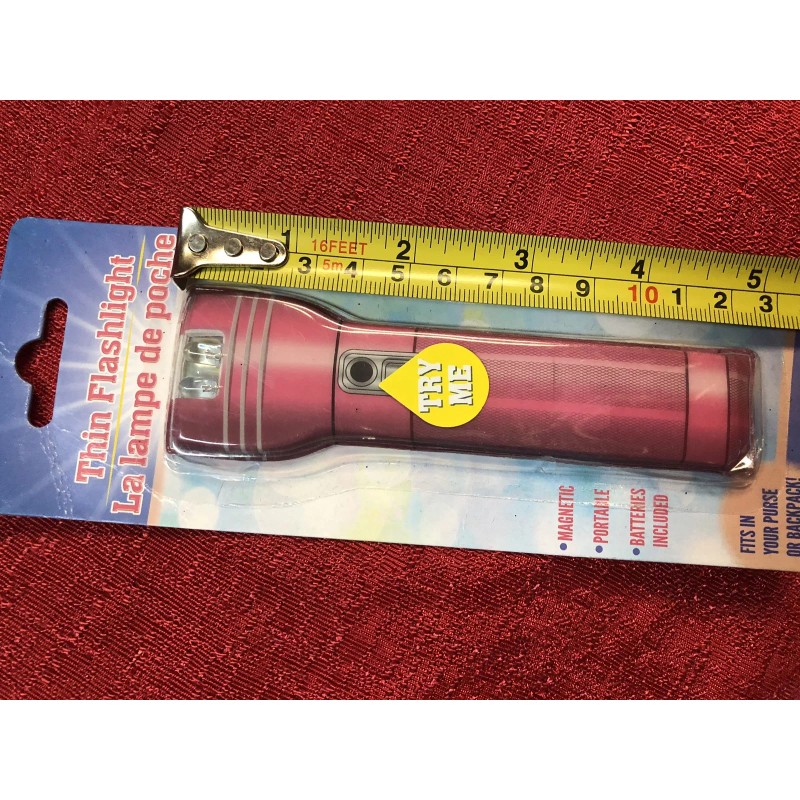 Thin Flashlight
La lampe de poche
1 16FEET 2 3 4 5
3 5m 4 5 6 7 8 9 10 1 2 3
TRY
ME
• MAGNETIC
• PORTABLE
• BATTERIES
INCLUDED
FITS IN
YOUR PURSE
OR BACKPACK!